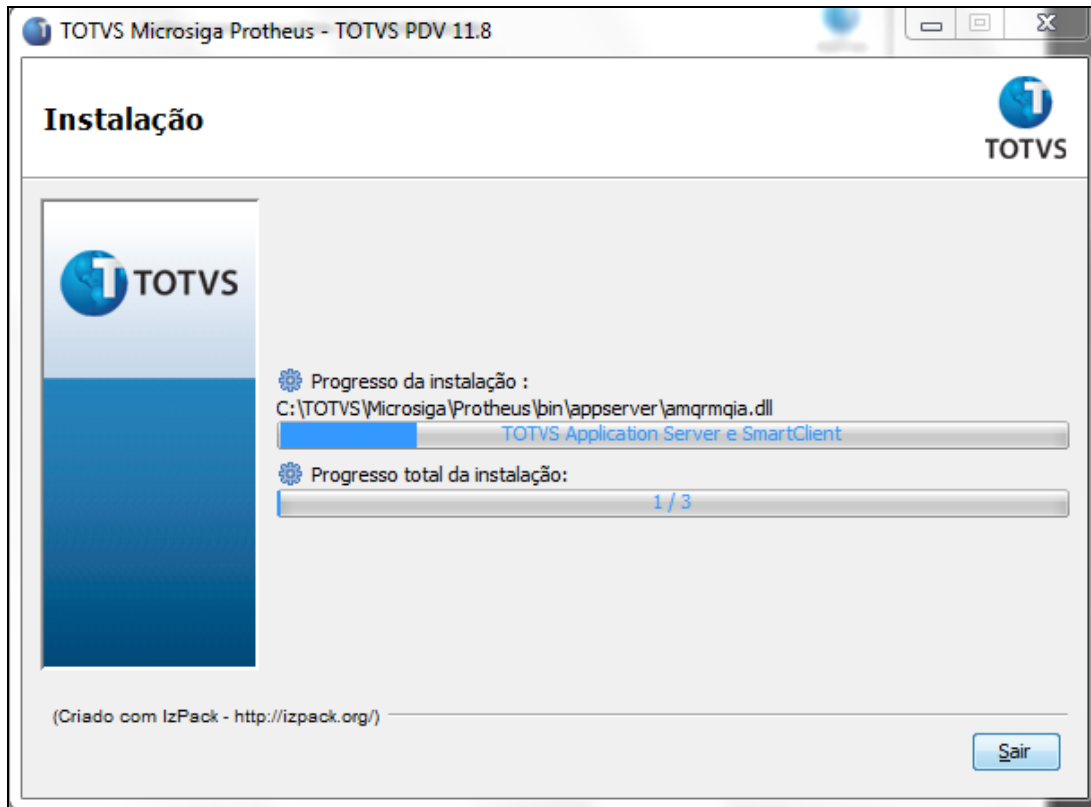 TOTVS Microsiga Protheus - TOTVS PDV 11.8
Instalação
TOTVS
TOTVS
Progresso da instalação :
C:\TOTVS\Microsiga\Protheus\bin\appserver\amqrmqia.dll
TOTVS Application Server e SmartClient
Progresso total da instalação:
1 / 3
(Criado com IzPack - http://izpack.org/)
Sair